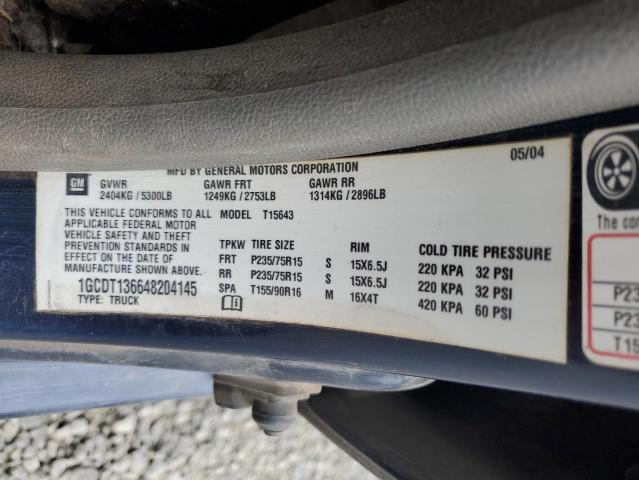 MFD BY GENERAL MOTORS CORPORATION 05/04
GM GVWR GAWR FRT GAWR RR
2404KG / 5300LB 1249KG / 2753LB 1314KG / 2896LB
THIS VEHICLE CONFORMS TO ALL MODEL T15643
APPLICABLE FEDERAL MOTOR
VEHICLE SAFETY AND THEFT
PREVENTION STANDARDS IN
EFFECT ON THE DATE OF
MANUFACTURE SHOWN ABOVE.
1GCDT136648204145
TYPE: TRUCK
TPKW TIRE SIZE RIM COLD TIRE PRESSURE
FRT P235/75R15 S 15X6.5J 220 KPA 32 PSI
RR P235/75R15 S 15X6.5J 220 KPA 32 PSI
SPA T155/90R16 M 16X4T 420 KPA 60 PSI
The co
P23
P23
T15